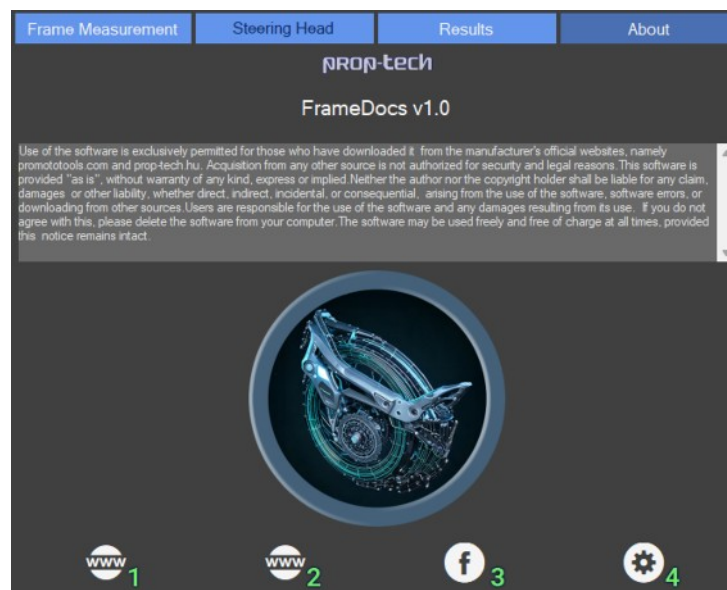 Frame Measurement Steering Head Results About
prop-tech
FrameDocs v1.0
Use of the software is exclusively permitted for those who have downloaded it from the manufacturer's official websites, namely
promototools.com and prop-tech.hu. Acquisition from any other source is not authorized for security and legal reasons.This software is
provided "as is", without warranty of any kind, express or implied.Neither the author nor the copyright holder shall be liable for any claim,
damages or other liability, whether direct, indirect, incidental, or consequential, arising from the use of the software, software errors, or
downloading from other sources.Users are responsible for the use of the software and any damages resulting from its use. If you do not
agree with this, please delete the software from your computer.The software may be used freely and free of charge at all times, provided
this notice remains intact.
www 1 www 2 f 3 4